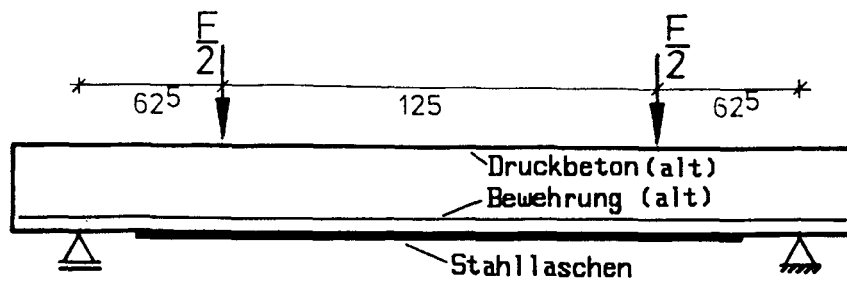 F/2 F/2
62⁵ 125 62⁵
Druckbeton (alt)
Bewehrung (alt)
Stahllaschen